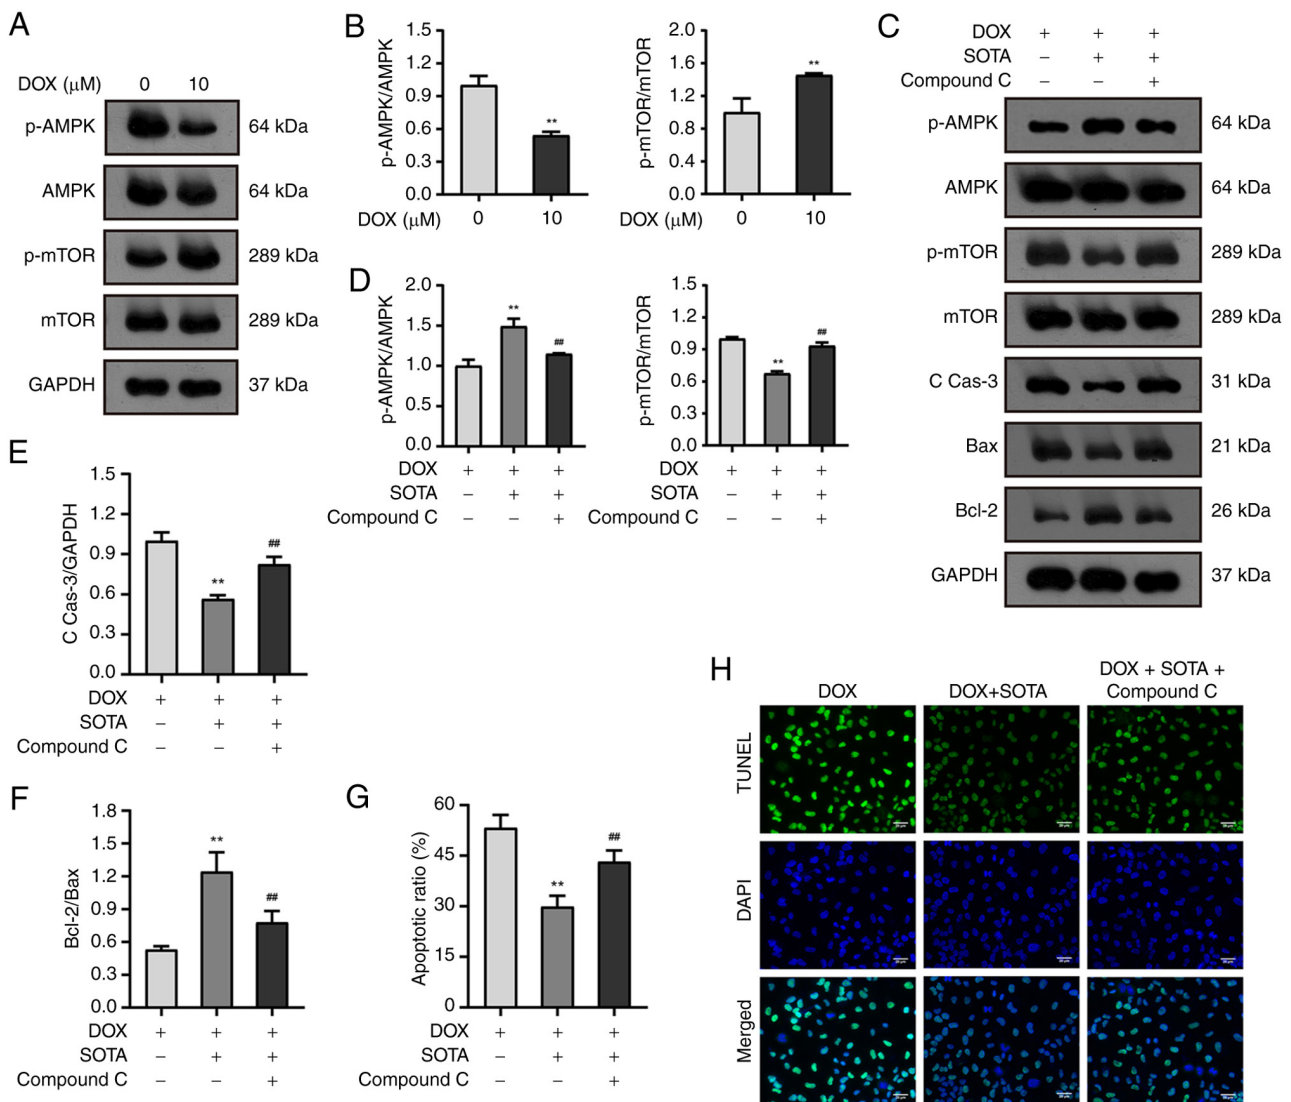 A
DOX (µM) 0 10
p-AMPK 64 kDa
AMPK 64 kDa
p-mTOR 289 kDa
mTOR 289 kDa
GAPDH 37 kDa
B
p-AMPK/AMPK
1.5
1.2
0.9
0.6
0.3
0.0
**
DOX (µM) 0 10
p-mTOR/mTOR
2.0
1.6
1.2
0.8
0.4
0.0
**
DOX (µM) 0 10
C
DOX + + +
SOTA – + +
Compound C – – +
p-AMPK 64 kDa
AMPK 64 kDa
p-mTOR 289 kDa
mTOR 289 kDa
C Cas-3 31 kDa
Bax 21 kDa
Bcl-2 26 kDa
GAPDH 37 kDa
D
p-AMPK/AMPK
2.0
1.5
1.0
0.5
0.0
** ##
DOX + + +
SOTA – + +
Compound C – – +
p-mTOR/mTOR
1.5
1.2
0.9
0.6
0.3
0.0
** ##
DOX + + +
SOTA – + +
Compound C – – +
E
C Cas-3/GAPDH
1.5
1.2
0.9
0.6
0.3
0.0
** ##
DOX + + +
SOTA – + +
Compound C – – +
F
Bcl-2/Bax
1.8
1.5
1.2
0.9
0.6
0.3
0.0
** ##
DOX + + +
SOTA – + +
Compound C – – +
G
Apoptotic ratio (%)
60
45
30
15
0
** ##
DOX + + +
SOTA – + +
Compound C – – +
H
DOX DOX+SOTA DOX + SOTA +
Compound C
TUNEL
DAPI
Merged